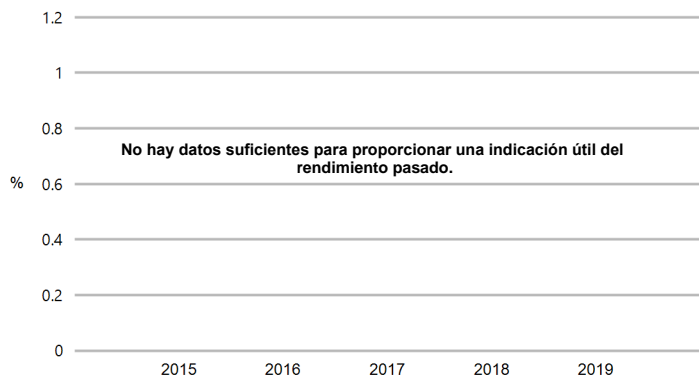 1.2
1
0.8
No hay datos suficientes para proporcionar una indicación útil del
rendimiento pasado.
%
0.6
0.4
0.2
0
2015 2016 2017 2018 2019